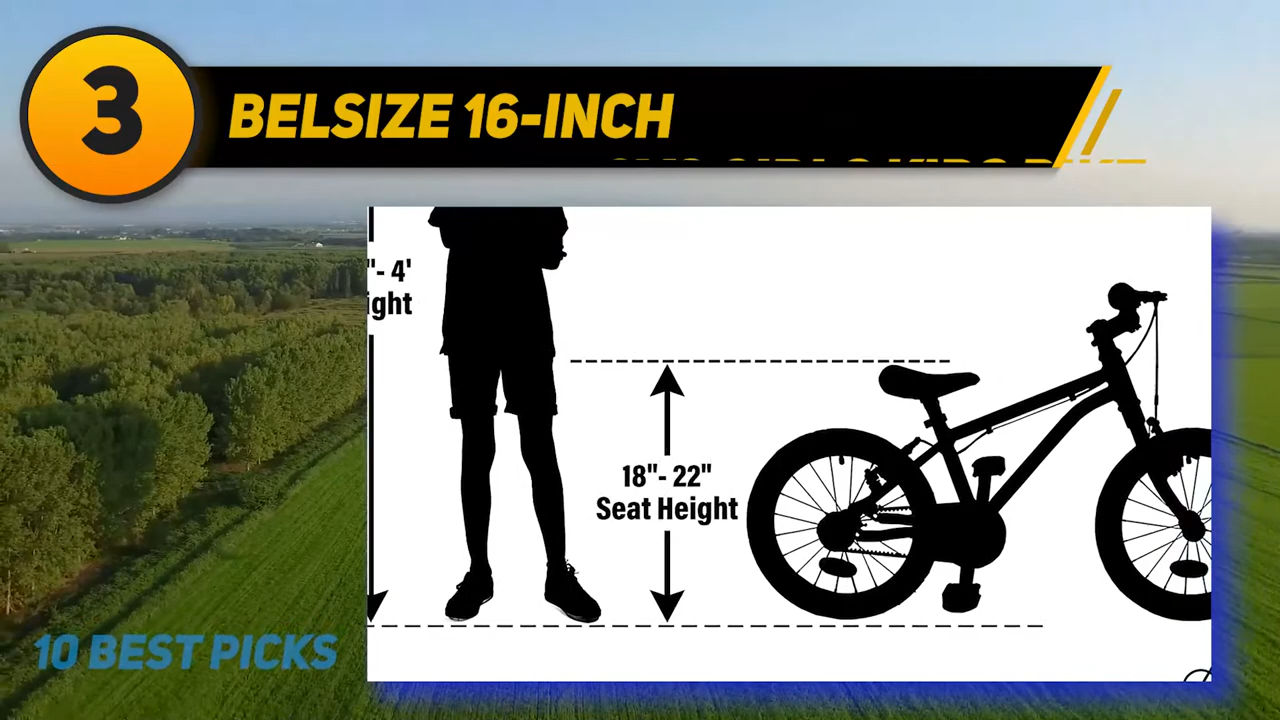 3
BELSIZE 16-INCH
"- 4'
ight
18"- 22"
Seat Height
10 BEST PICKS